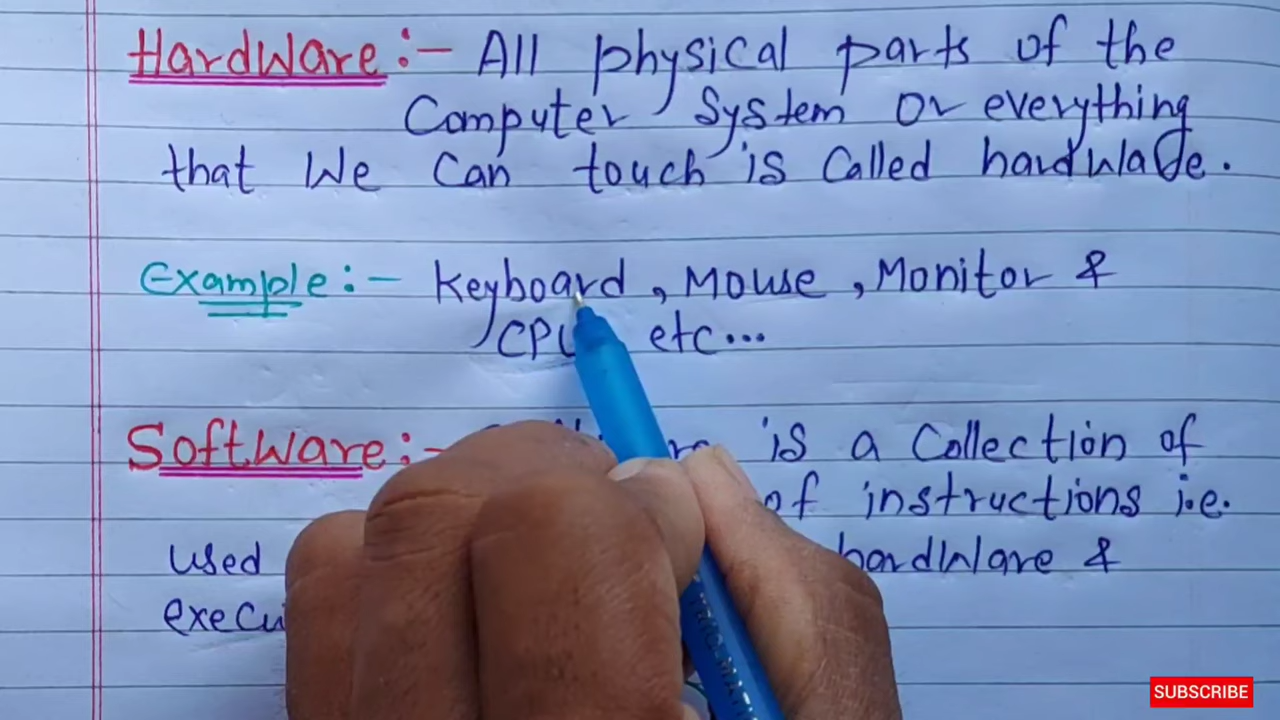 HardWare :- All physical parts of the
Computer System or everything
that We Can touch is Called hardware.
Example :- Keyboard, Mouse, Monitor &
CPU etc...
Software :- is a Collection of
of instructions i.e.
used hardWare &
SUBSCRIBE